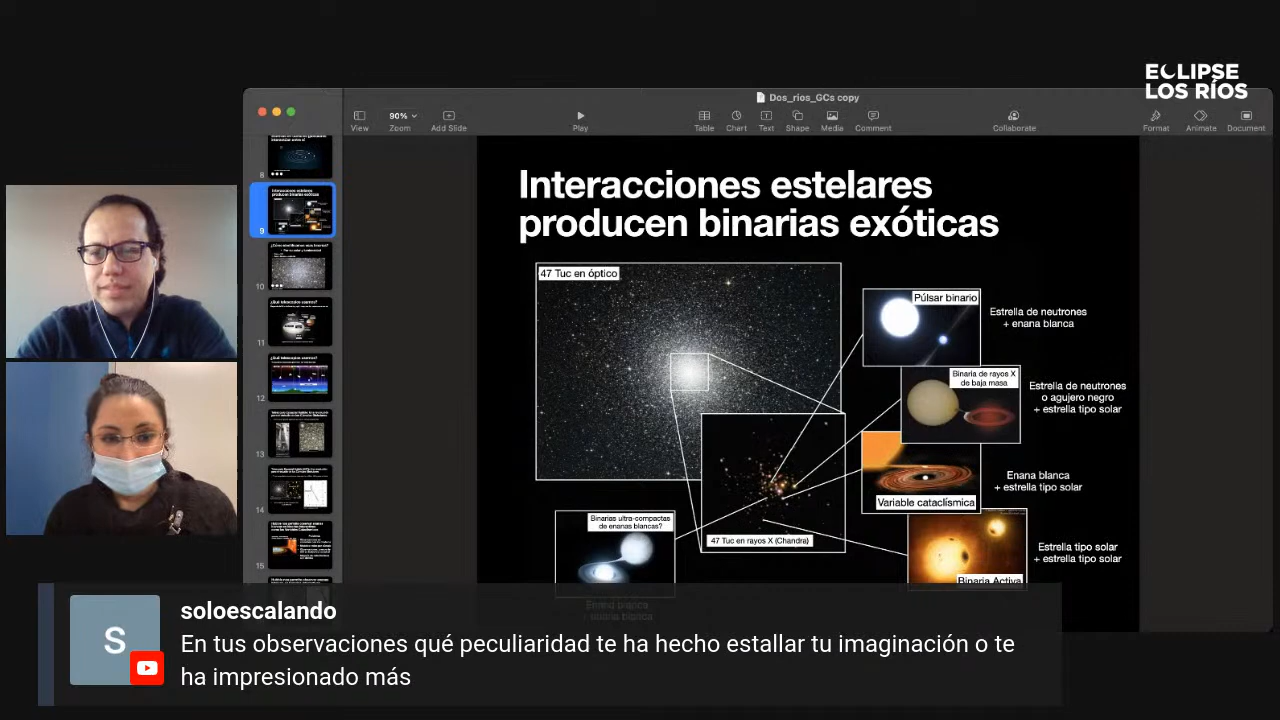 ECLIPSE
LOS RÍOS
Dos_rios_GCs copy
View
90%
Zoom
Add Slide
Play
Table
Chart
Text
Shape
Media
Comment
Collaborate
Format
Animate
Document
8
9
10
11
12
13
14
15
Interacciones estelares
producen binarias exóticas
47 Tuc en óptico
Púlsar binario
Estrella de neutrones
+ enana blanca
Binaria de rayos X
de baja masa
Estrella de neutrones
o agujero negro
+ estrella tipo solar
Variable cataclísmica
Enana blanca
+ estrella tipo solar
Binarias ultra-compactas
de enanas blancas?
47 Tuc en rayos X (Chandra)
Binaria Activa
Estrella tipo solar
+ estrella tipo solar
Enana blanca
+ enana blanca
S
soloescalando
En tus observaciones qué peculiaridad te ha hecho estallar tu imaginación o te
ha impresionado más